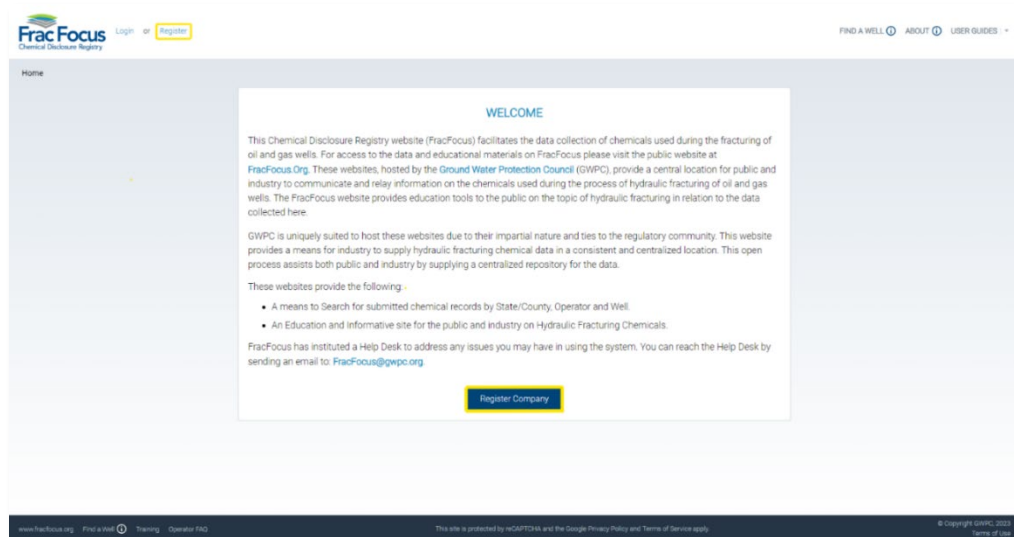 Frac Focus
Chemical Disclosure Registry
Login or Register
FIND A WELL ABOUT USER GUIDES
Home
WELCOME
This Chemical Disclosure Registry website (FracFocus) facilitates the data collection of chemicals used during the fracturing of
oil and gas wells. For access to the data and educational materials on FracFocus please visit the public website at
FracFocus.Org. These websites, hosted by the Ground Water Protection Council (GWPC), provide a central location for public and
industry to communicate and relay information on the chemicals used during the process of hydraulic fracturing of oil and gas
wells. The FracFocus website provides education tools to the public on the topic of hydraulic fracturing in relation to the data
collected here.
GWPC is uniquely suited to host these websites due to their impartial nature and ties to the regulatory community. This website
provides a means for industry to supply hydraulic fracturing chemical data in a consistent and centralized location. This open
process assists both public and industry by supplying a centralized repository for the data.
These websites provide the following:
• A means to Search for submitted chemical records by State/County, Operator and Well.
• An Education and Informative site for the public and industry on Hydraulic Fracturing Chemicals.
FracFocus has instituted a Help Desk to address any issues you may have in using the system. You can reach the Help Desk by
sending an email to: FracFocus@gwpc.org.
Register Company
www.fracfocus.org Find a Well Training Operator FAQ
This site is protected by reCAPTCHA and the Google Privacy Policy and Terms of Service apply.
© Copyright GWPC, 2023
Terms of Use